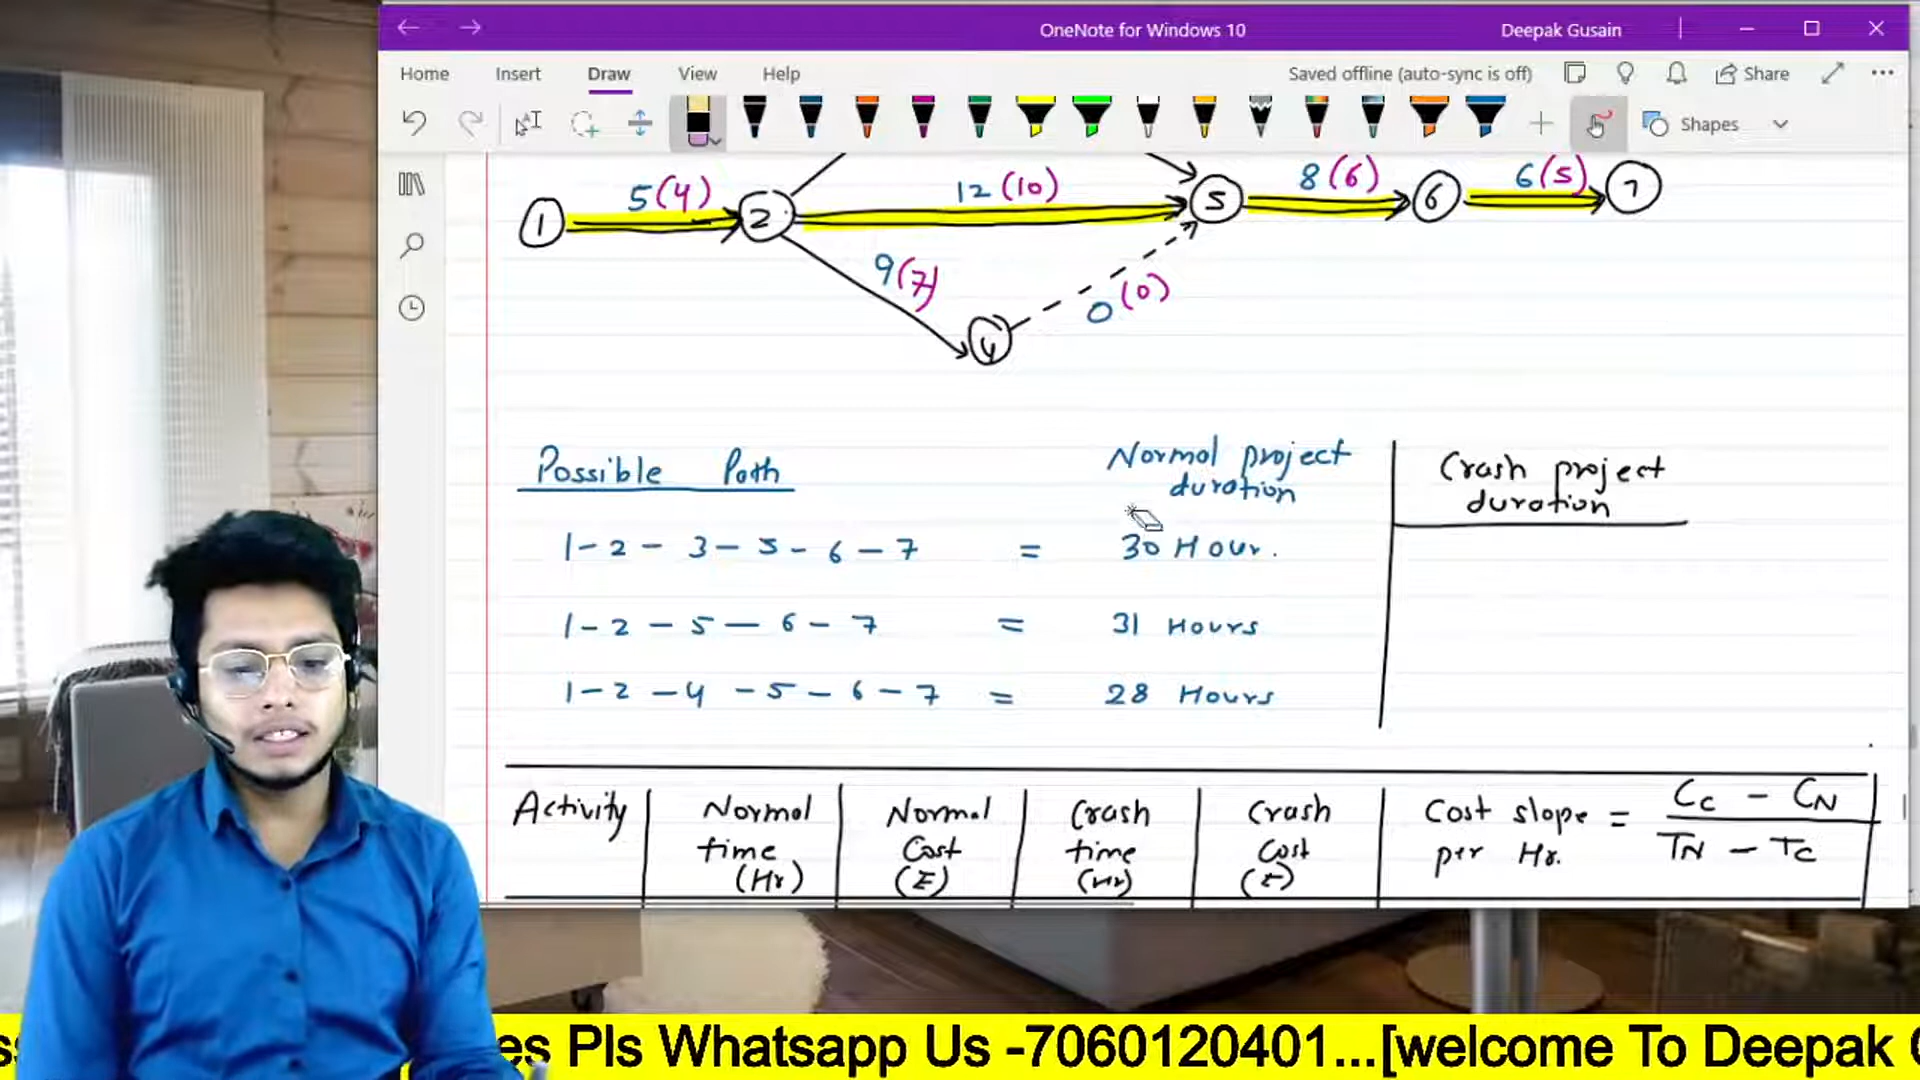 OneNote for Windows 10
Deepak Gusain
Home Insert Draw View Help
Saved offline (auto-sync is off)
Share
Shapes
5(4)
12 (10)
8(6)
6(5)
1
2
5
6
7
9(7)
0(0)
4
Possible Path
Normal project duration
Crash project duration
1-2-3-5-6-7 = 30 Hour.
1-2-5-6-7 = 31 Hours
1-2-4-5-6-7 = 28 Hours
Activity
Normal time (Hr)
Normal Cost
Crash time (Hr)
Crash Cost
Cost slope per Hr. = Cc - CN
TN - Tc
es Pls Whatsapp Us -7060120401...[welcome To Deepak